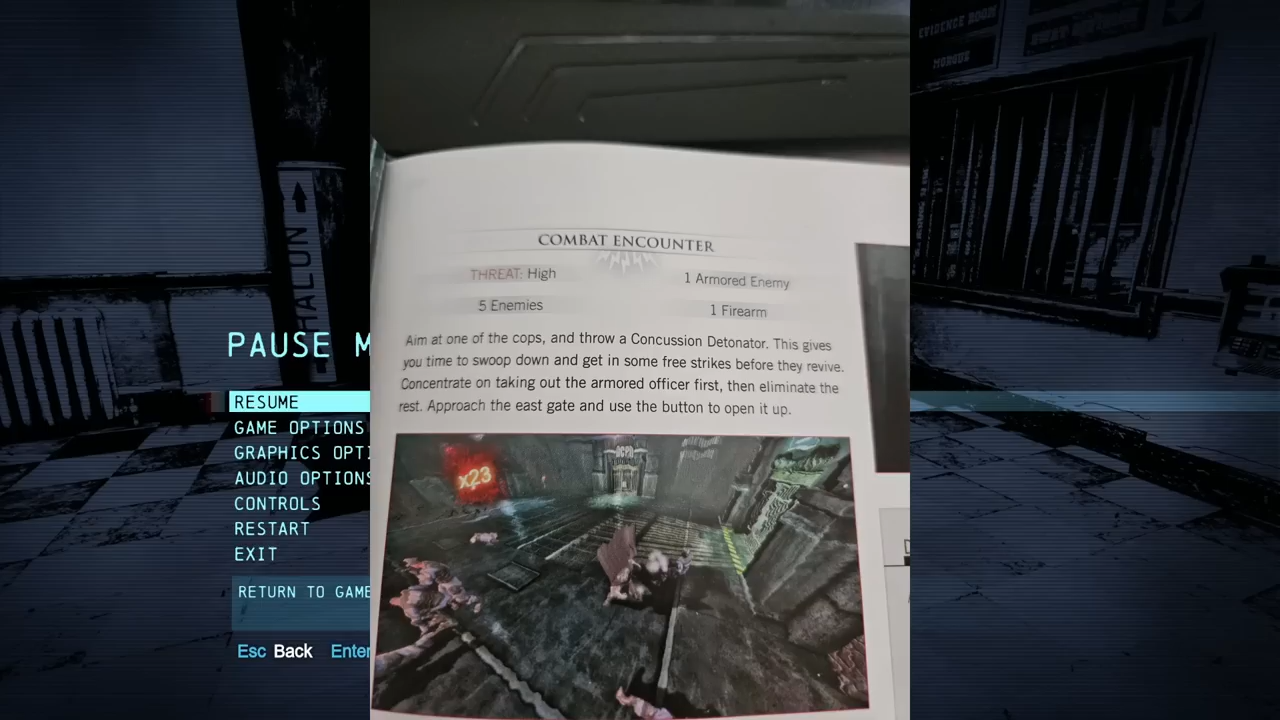 EVIDENCE ROOM
MORGUE
HALON
PAUSE M
RESUME
GAME OPTIONS
GRAPHICS OPTI
AUDIO OPTIONS
CONTROLS
RESTART
EXIT
RETURN TO GAME
Esc Back Enter
COMBAT ENCOUNTER
THREAT: High
1 Armored Enemy
5 Enemies
1 Firearm
Aim at one of the cops, and throw a Concussion Detonator. This gives
you time to swoop down and get in some free strikes before they revive.
Concentrate on taking out the armored officer first, then eliminate the
rest. Approach the east gate and use the button to open it up.
x23
GCPD